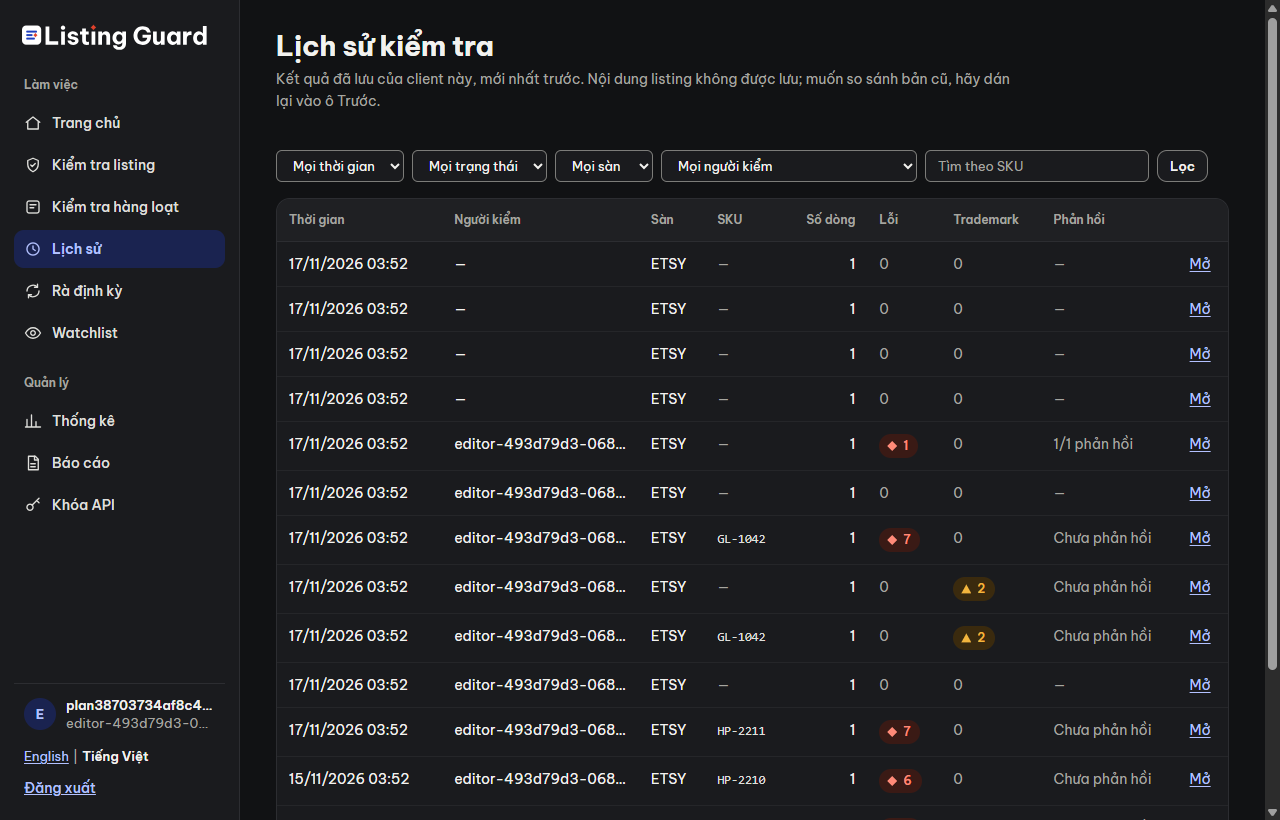 Listing Guard
Làm việc
Trang chủ
Kiểm tra listing
Kiểm tra hàng loạt
Lịch sử
Rà định kỳ
Watchlist
Quản lý
Thống kê
Báo cáo
Khóa API
E
plan38703734af8c4...
editor-493d79d3-0...
English | Tiếng Việt
Đăng xuất
Lịch sử kiểm tra
Kết quả đã lưu của client này, mới nhất trước. Nội dung listing không được lưu; muốn so sánh bản cũ, hãy dán
lại vào ô Trước.
Mọi thời gian Mọi trạng thái Mọi sàn Mọi người kiểm Tìm theo SKU Lọc
Thời gian Người kiểm Sàn SKU Số dòng Lỗi Trademark Phản hồi
17/11/2026 03:52 — ETSY — 1 0 0 — Mở
17/11/2026 03:52 — ETSY — 1 0 0 — Mở
17/11/2026 03:52 — ETSY — 1 0 0 — Mở
17/11/2026 03:52 — ETSY — 1 0 0 — Mở
17/11/2026 03:52 editor-493d79d3-068... ETSY — 1 ◆ 1 0 1/1 phản hồi Mở
17/11/2026 03:52 editor-493d79d3-068... ETSY — 1 0 0 — Mở
17/11/2026 03:52 editor-493d79d3-068... ETSY GL-1042 1 ◆ 7 0 Chưa phản hồi Mở
17/11/2026 03:52 editor-493d79d3-068... ETSY — 1 0 ▲ 2 Chưa phản hồi Mở
17/11/2026 03:52 editor-493d79d3-068... ETSY GL-1042 1 0 ▲ 2 Chưa phản hồi Mở
17/11/2026 03:52 editor-493d79d3-068... ETSY — 1 0 0 — Mở
17/11/2026 03:52 editor-493d79d3-068... ETSY HP-2211 1 ◆ 7 0 Chưa phản hồi Mở
15/11/2026 03:52 editor-493d79d3-068... ETSY HP-2210 1 ◆ 6 0 Chưa phản hồi Mở